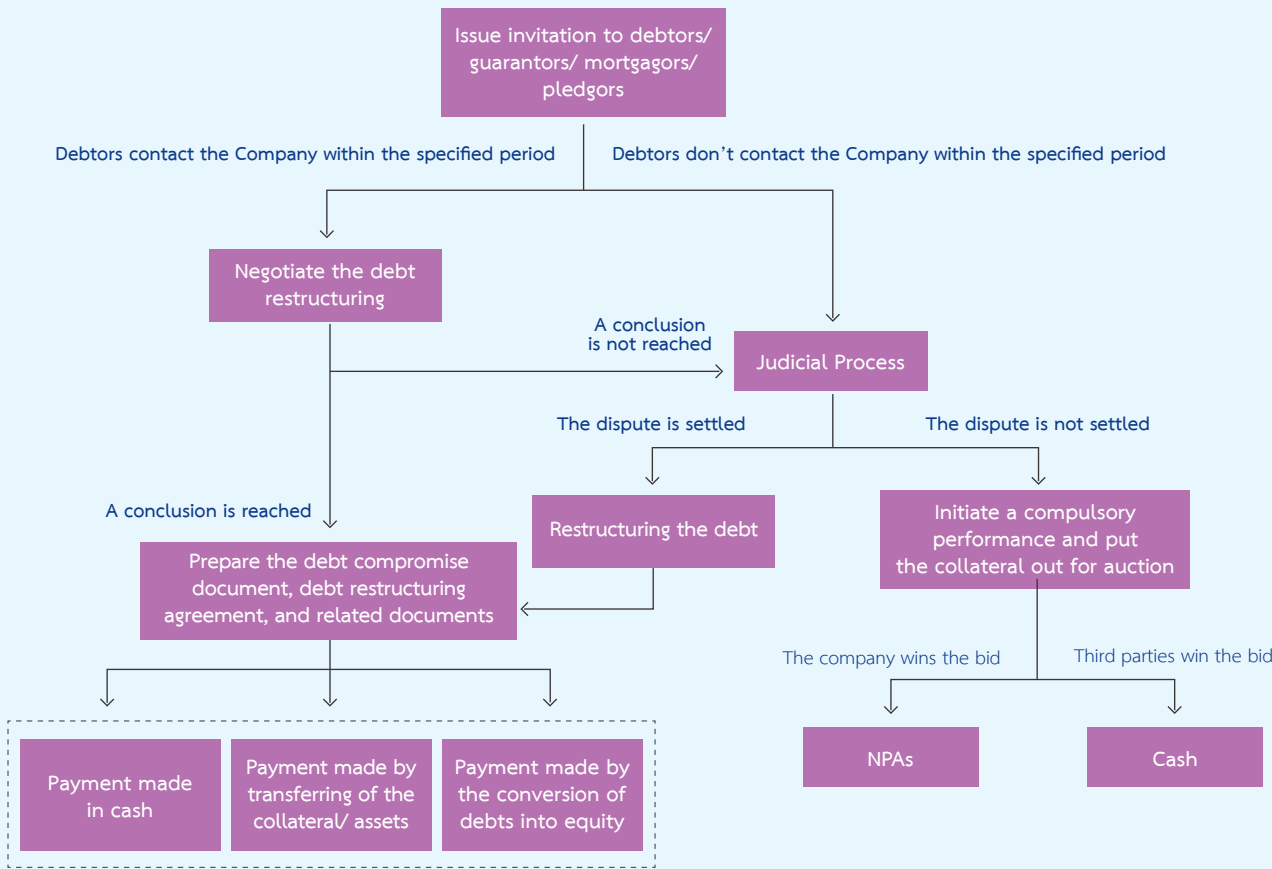 Issue invitation to debtors/
guarantors/ mortgagors/
pledgors
Debtors contact the Company within the specified period
Debtors don't contact the Company within the specified period
Negotiate the debt
restructuring
A conclusion
is not reached
Judicial Process
The dispute is settled
The dispute is not settled
A conclusion is reached
Restructuring the debt
Initiate a compulsory
performance and put
the collateral out for auction
Prepare the debt compromise
document, debt restructuring
agreement, and related documents
The company wins the bid
Third parties win the bid
Payment made
in cash
Payment made by
transferring of the
collateral/ assets
Payment made by
the conversion of
debts into equity
NPAs
Cash